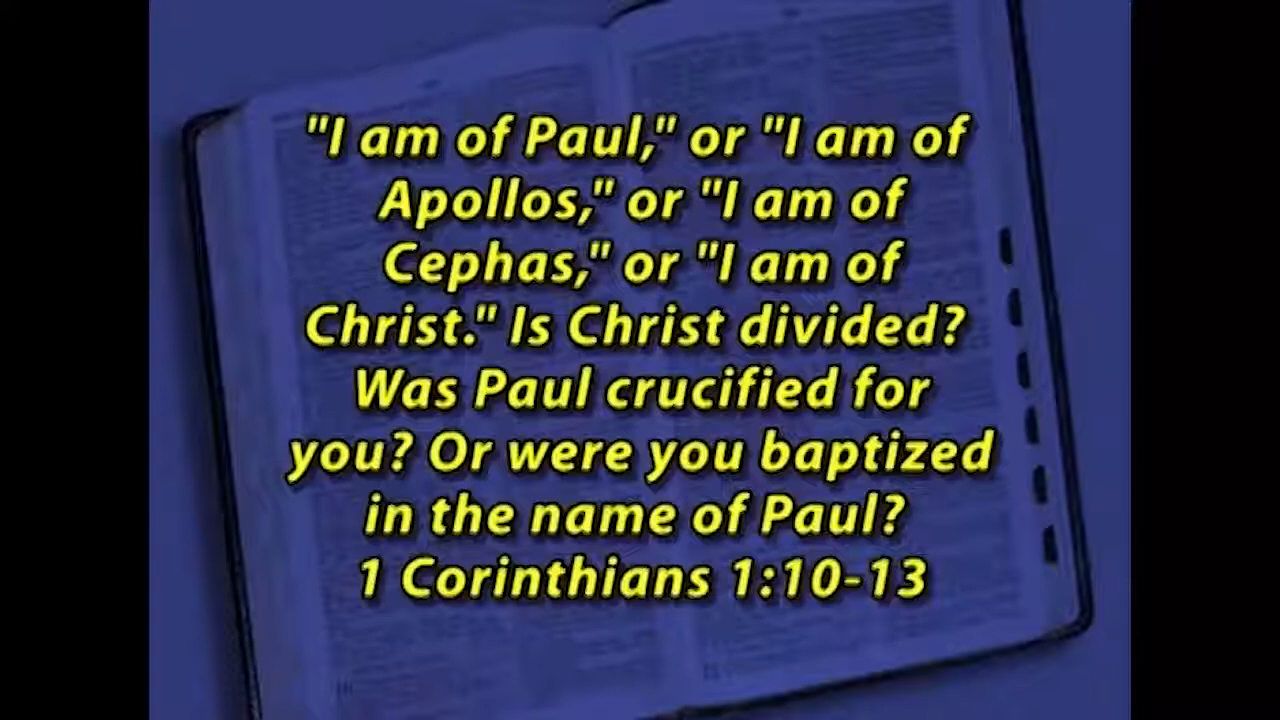 "I am of Paul," or "I am of
Apollos," or "I am of
Cephas," or "I am of
Christ." Is Christ divided?
Was Paul crucified for
you? Or were you baptized
in the name of Paul?
1 Corinthians 1:10-13